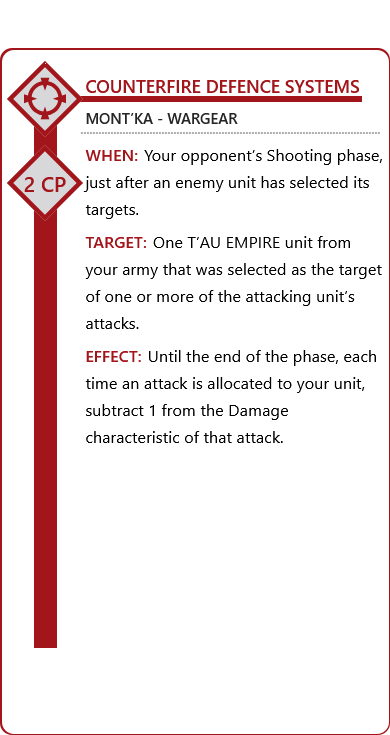 COUNTERFIRE DEFENCE SYSTEMS
MONT’KA - WARGEAR
2 CP
WHEN: Your opponent’s Shooting phase,
just after an enemy unit has selected its
targets.
TARGET: One T’AU EMPIRE unit from
your army that was selected as the target
of one or more of the attacking unit’s
attacks.
EFFECT: Until the end of the phase, each
time an attack is allocated to your unit,
subtract 1 from the Damage
characteristic of that attack.